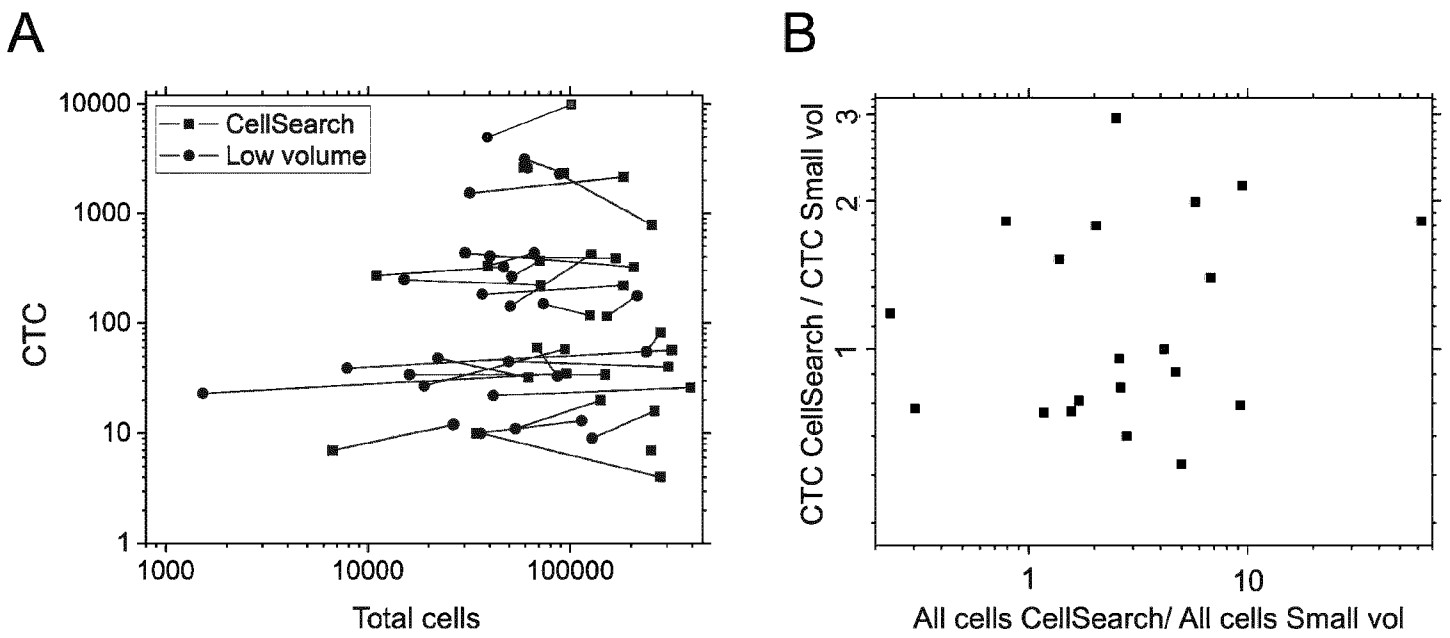 A
B
CTC
10000
1000
100
10
1
CellSearch
Low volume
1000
10000
100000
Total cells
CTC CellSearch / CTC Small vol
3
2
1
1
10
All cells CellSearch/ All cells Small vol